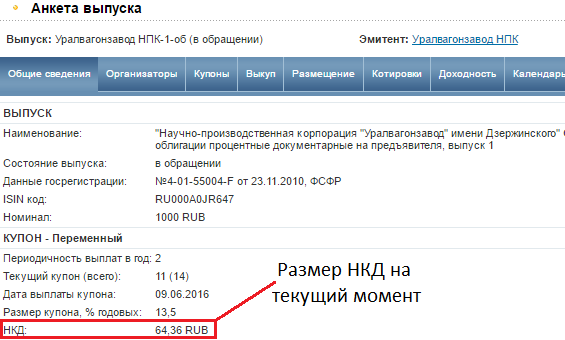 Анкета выпуска
Выпуск: Уралвагонзавод НПК-1-об (в обращении) Эмитент: Уралвагонзавод НПК
Общие сведения Организаторы Купоны Выкуп Размещение Котировки Доходность Календарь
ВЫПУСК
Наименование: "Научно-производственная корпорация "Уралвагонзавод" имени Дзержинского"
облигации процентные документарные на предъявителя, выпуск 1
Состояние выпуска: в обращении
Данные госрегистрации: №4-01-55004-F от 23.11.2010, ФСФР
ISIN код: RU000A0JR647
Номинал: 1000 RUB
КУПОН - Переменный
Периодичность выплат в год: 2
Текущий купон (всего): 11 (14)
Дата выплаты купона: 09.06.2016
Размер купона, % годовых: 13,5
НКД: 64,36 RUB
Размер НКД на
текущий момент